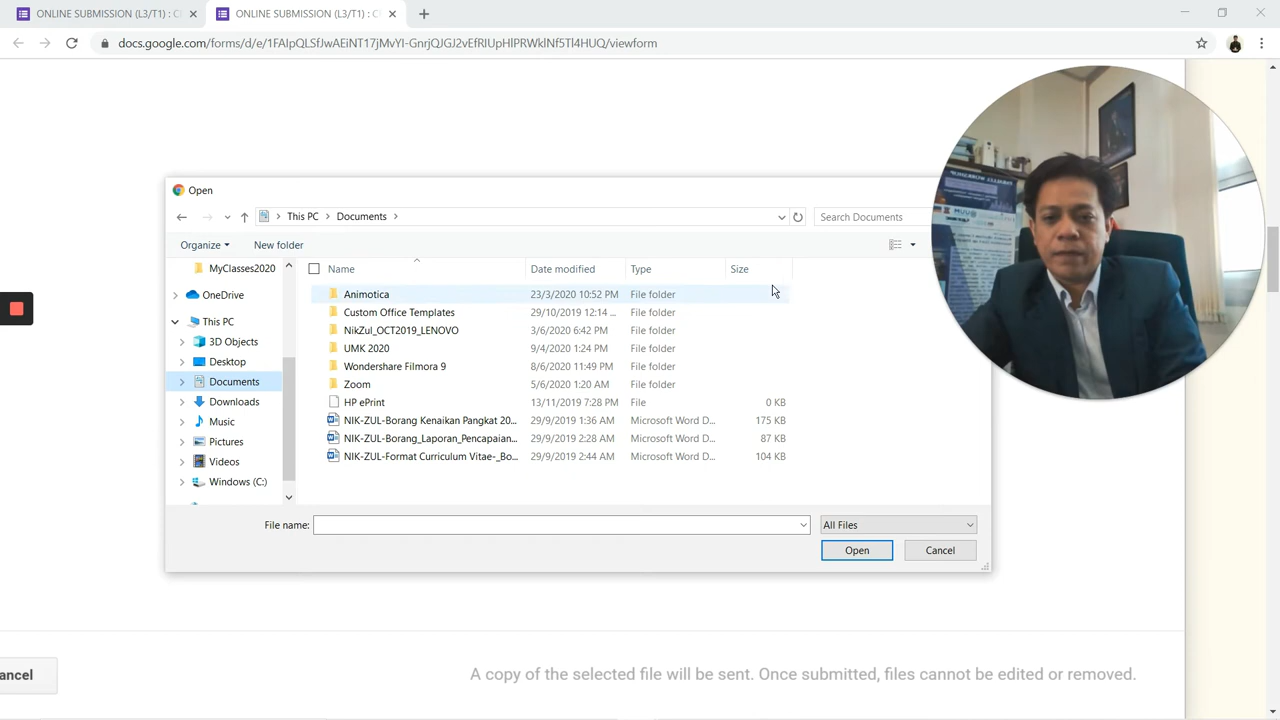 ONLINE SUBMISSION (L3/T1) : C
ONLINE SUBMISSION (L3/T1) : C
docs.google.com/forms/d/e/1FAIpQLSfJwAEiNT17jMvYI-GnrjQJGJ2vEfRIUpHlPRWklNf5Tl4HUQ/viewform
Open
This PC > Documents >
Search Documents
Organize
New folder
Name
Date modified
Type
Size
MyClasses2020
OneDrive
This PC
3D Objects
Desktop
Documents
Downloads
Music
Pictures
Videos
Windows (C:)
Animotica 23/3/2020 10:52 PM File folder
Custom Office Templates 29/10/2019 12:14 ... File folder
NikZul_OCT2019_LENOVO 3/6/2020 6:42 PM File folder
UMK 2020 9/4/2020 1:24 PM File folder
Wondershare Filmora 9 8/6/2020 11:49 PM File folder
Zoom 5/6/2020 1:20 AM File folder
HP ePrint 13/11/2019 7:28 PM File 0 KB
NIK-ZUL-Borang Kenaikan Pangkat 20... 29/9/2019 1:36 AM Microsoft Word D... 175 KB
NIK-ZUL-Borang_Laporan_Pencapaian... 29/9/2019 2:28 AM Microsoft Word D... 87 KB
NIK-ZUL-Format Curriculum Vitae-_Bo... 29/9/2019 2:44 AM Microsoft Word D... 104 KB
File name:
All Files
Open
Cancel
ancel
A copy of the selected file will be sent. Once submitted, files cannot be edited or removed.